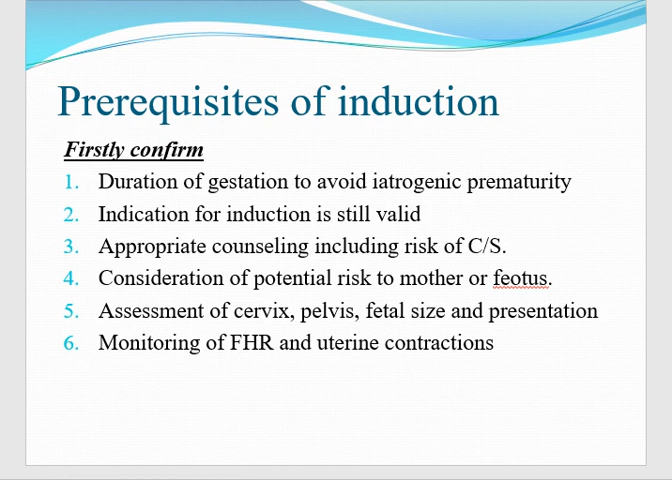 Prerequisites of induction
Firstly confirm
1. Duration of gestation to avoid iatrogenic prematurity
2. Indication for induction is still valid
3. Appropriate counseling including risk of C/S.
4. Consideration of potential risk to mother or feotus.
5. Assessment of cervix, pelvis, fetal size and presentation
6. Monitoring of FHR and uterine contractions